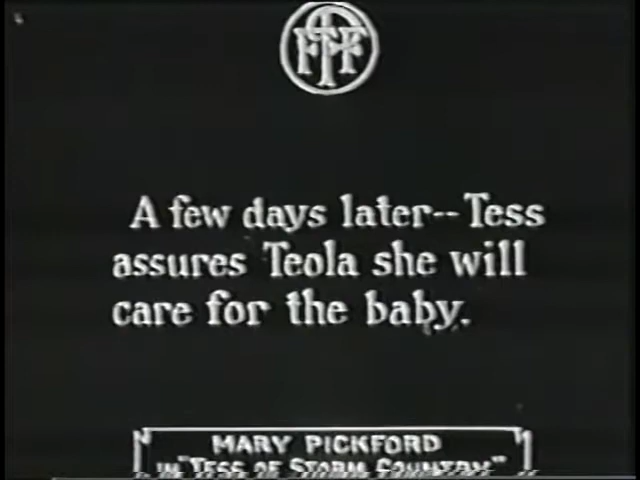 A few days later--Tess
assures Teola she will
care for the baby.
MARY PICKFORD
IN "TESS OF STORM COUNTRY"